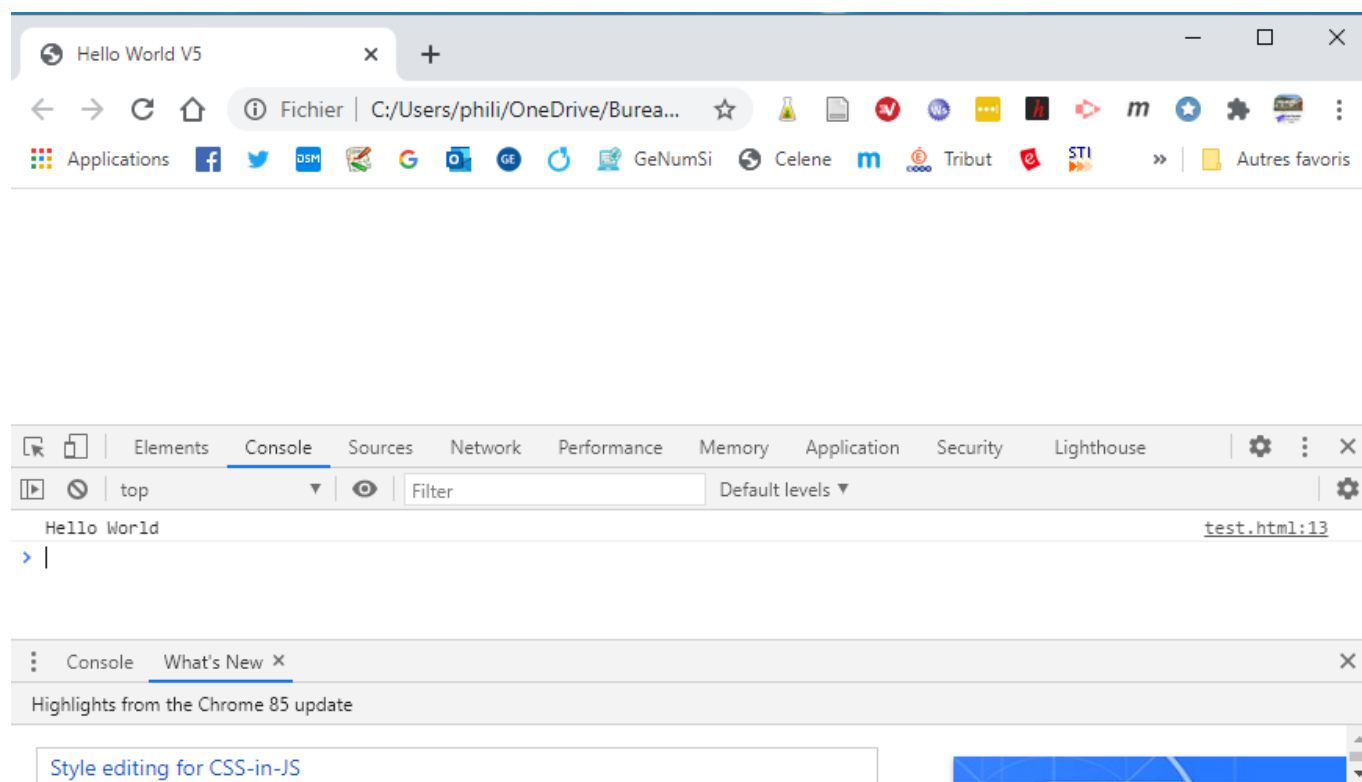 Hello World V5
Fichier C:/Users/phili/OneDrive/Burea...
m
Applications f DSM G GE GeNumSi Celene m Tribut STI » Autres favoris
Elements Console Sources Network Performance Memory Application Security Lighthouse
top Filter Default levels
Hello World test.html:13
>
Console What's New
Highlights from the Chrome 85 update
Style editing for CSS-in-JS